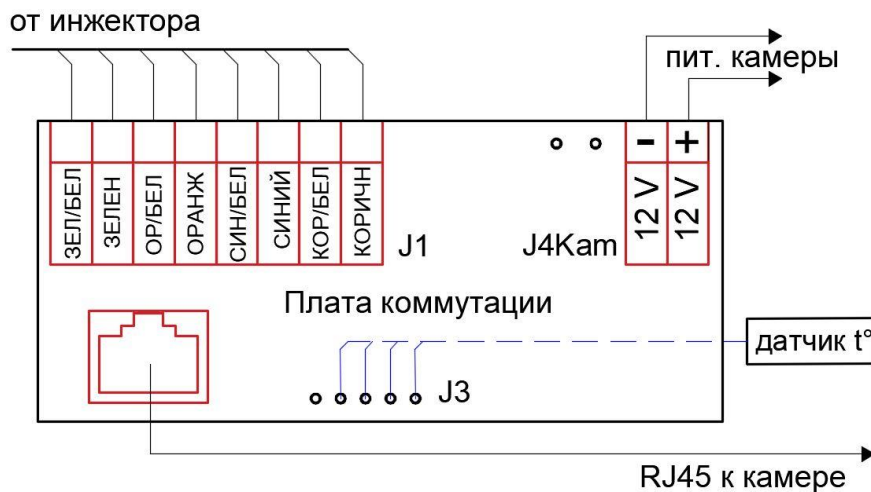 от инжектора
пит. камеры
ЗЕЛ/БЕЛ
ЗЕЛЕН
ОР/БЕЛ
ОРАНЖ
СИН/БЕЛ
СИНИЙ
КОР/БЕЛ
КОРИЧН
J1
J4Kam
- +
12 V
12 V
Плата коммутации
датчик t°
J3
RJ45 к камере